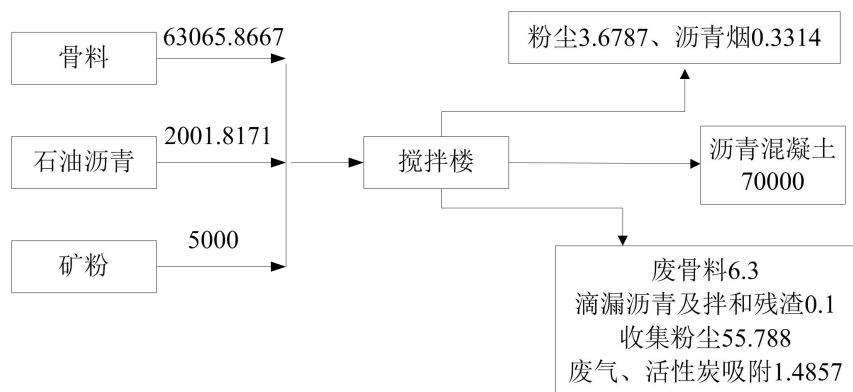 骨料
63065.8667
石油沥青
2001.8171
矿粉
5000
搅拌楼
粉尘3.6787、沥青烟0.3314
沥青混凝土
70000
废骨料6.3
滴漏沥青及拌和残渣0.1
收集粉尘55.788
废气、活性炭吸附1.4857